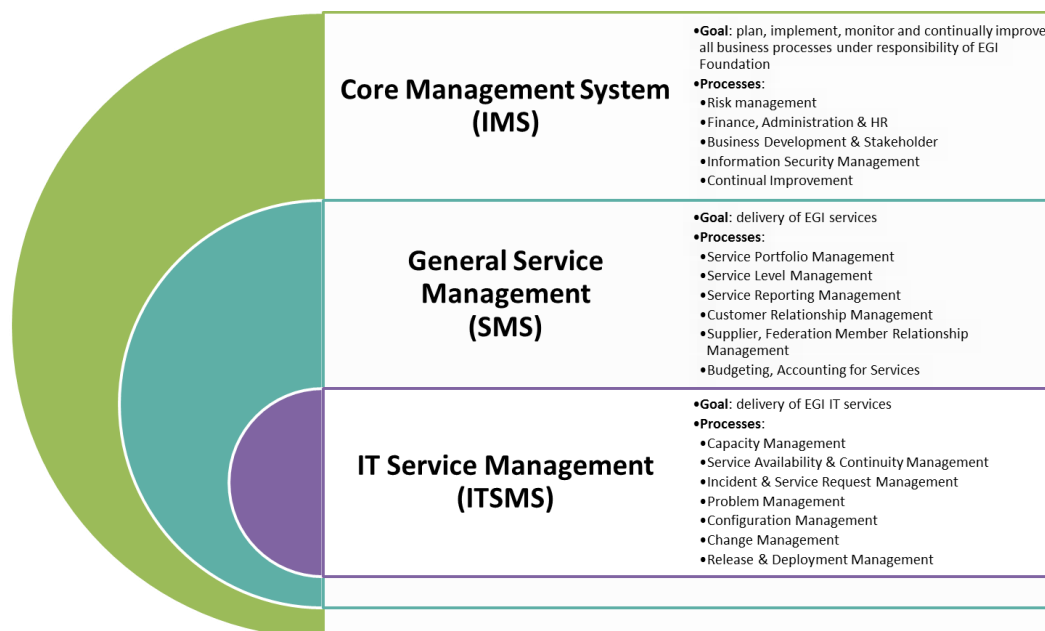 Core Management System
(IMS)
•Goal: plan, implement, monitor and continually improve
all business processes under responsibility of EGI
Foundation
•Processes:
•Risk management
•Finance, Administration & HR
•Business Development & Stakeholder
•Information Security Management
•Continual Improvement
General Service
Management
(SMS)
•Goal: delivery of EGI services
•Processes:
•Service Portfolio Management
•Service Level Management
•Service Reporting Management
•Customer Relationship Management
•Supplier, Federation Member Relationship
Management
•Budgeting, Accounting for Services
IT Service Management
(ITSMS)
•Goal: delivery of EGI IT services
•Processes:
•Capacity Management
•Service Availability & Continuity Management
•Incident & Service Request Management
•Problem Management
•Configuration Management
•Change Management
•Release & Deployment Management